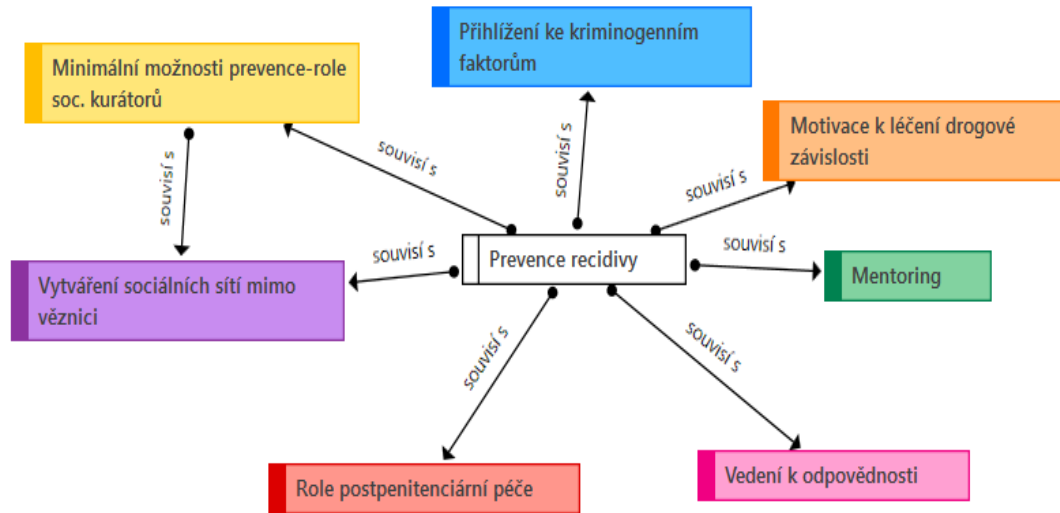 Přihlížení ke kriminogenním
faktorům
Minimální možnosti prevence-role
soc. kurátorů
Motivace k léčení drogové
závislosti
souvisí s
souvisí s
souvisí s
souvisí s
souvisí s
souvisí s
Prevence recidivy
Mentoring
Vytváření sociálních sítí mimo
věznici
souvisí s
souvisí s
Vedení k odpovědnosti
Role postpenitenciární péče